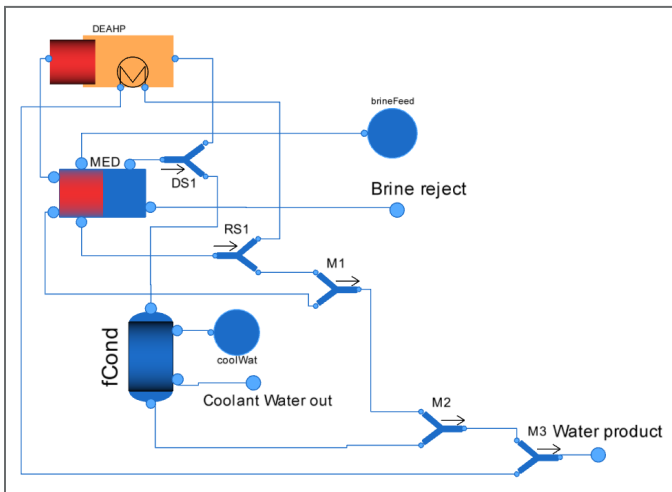 DEAHP
brineFeed
MED
DS1
Brine reject
RS1
M1
fCond
coolWat
Coolant Water out
M2
M3 Water product